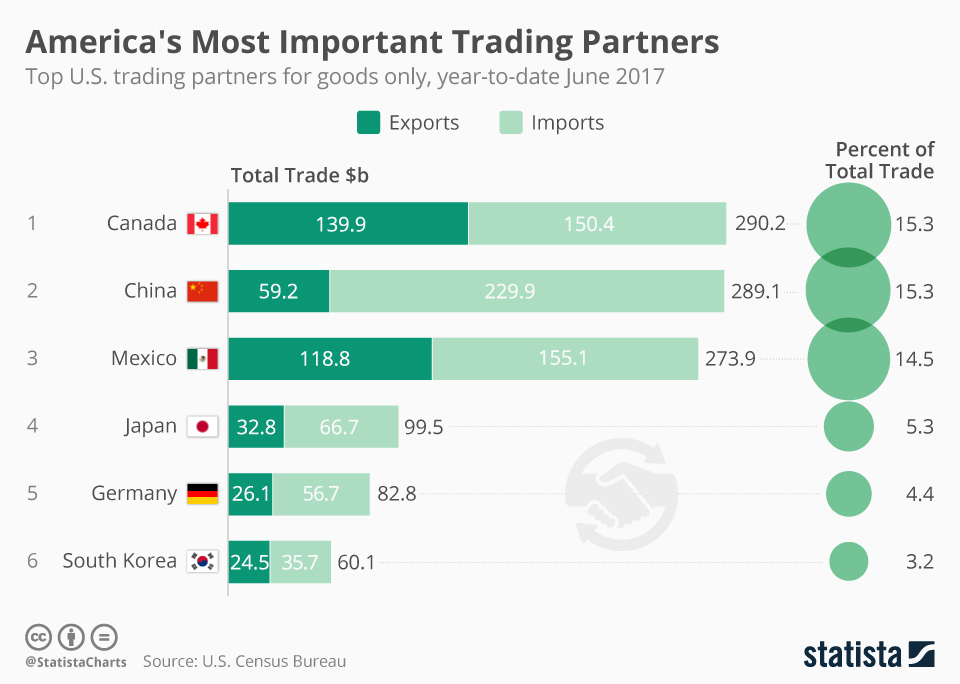 America's Most Important Trading Partners
Top U.S. trading partners for goods only, year-to-date June 2017
Exports Imports
Total Trade $b
Percent of
Total Trade
1 Canada 139.9 150.4 290.2 15.3
2 China 59.2 229.9 289.1 15.3
3 Mexico 118.8 155.1 273.9 14.5
4 Japan 32.8 66.7 99.5 5.3
5 Germany 26.1 56.7 82.8 4.4
6 South Korea 24.5 35.7 60.1 3.2
cc
@StatistaCharts Source: U.S. Census Bureau
statista